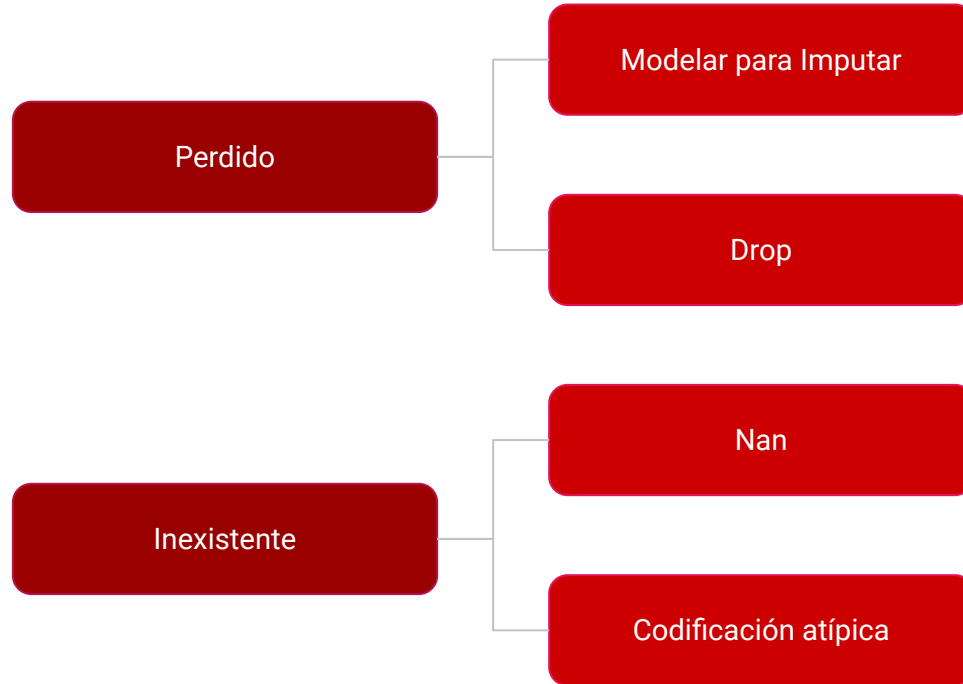 Perdido
Modelar para Imputar
Drop
Inexistente
Nan
Codificación atípica